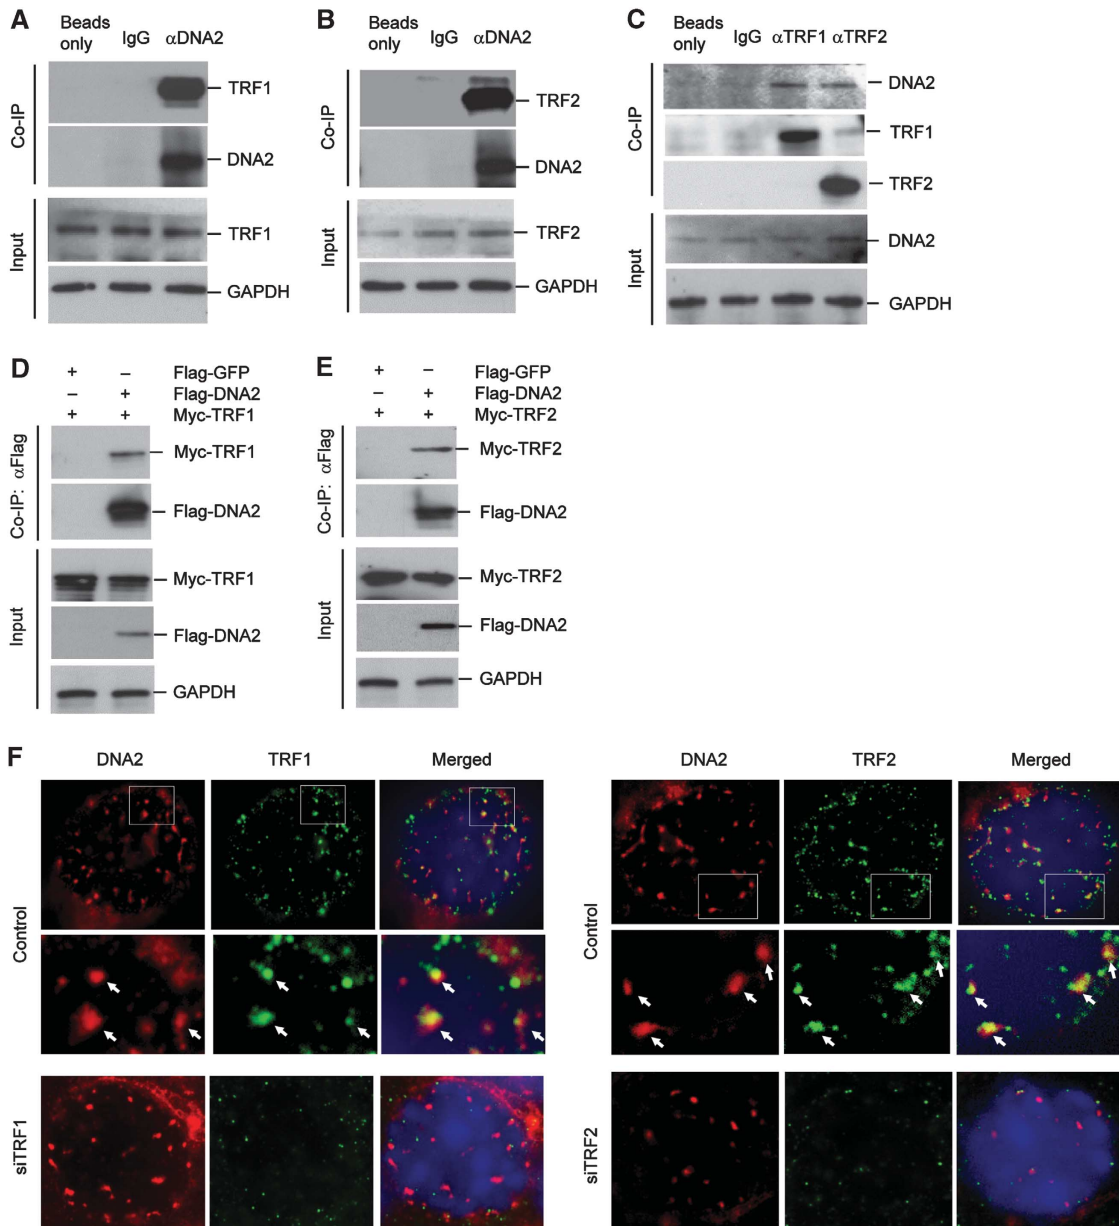 A
Beads only IgG αDNA2
Co-IP
TRF1
DNA2
Input
TRF1
GAPDH
B
Beads only IgG αDNA2
Co-IP
TRF2
DNA2
Input
TRF2
GAPDH
C
Beads only IgG αTRF1 αTRF2
Co-IP
DNA2
TRF1
TRF2
Input
DNA2
GAPDH
D
+ – Flag-GFP
– + Flag-DNA2
+ + Myc-TRF1
Co-IP: αFlag
Myc-TRF1
Flag-DNA2
Input
Myc-TRF1
Flag-DNA2
GAPDH
E
+ – Flag-GFP
– + Flag-DNA2
+ + Myc-TRF2
Co-IP: αFlag
Myc-TRF2
Flag-DNA2
Input
Myc-TRF2
Flag-DNA2
GAPDH
F
DNA2 TRF1 Merged
Control
siTRF1
DNA2 TRF2 Merged
Control
siTRF2